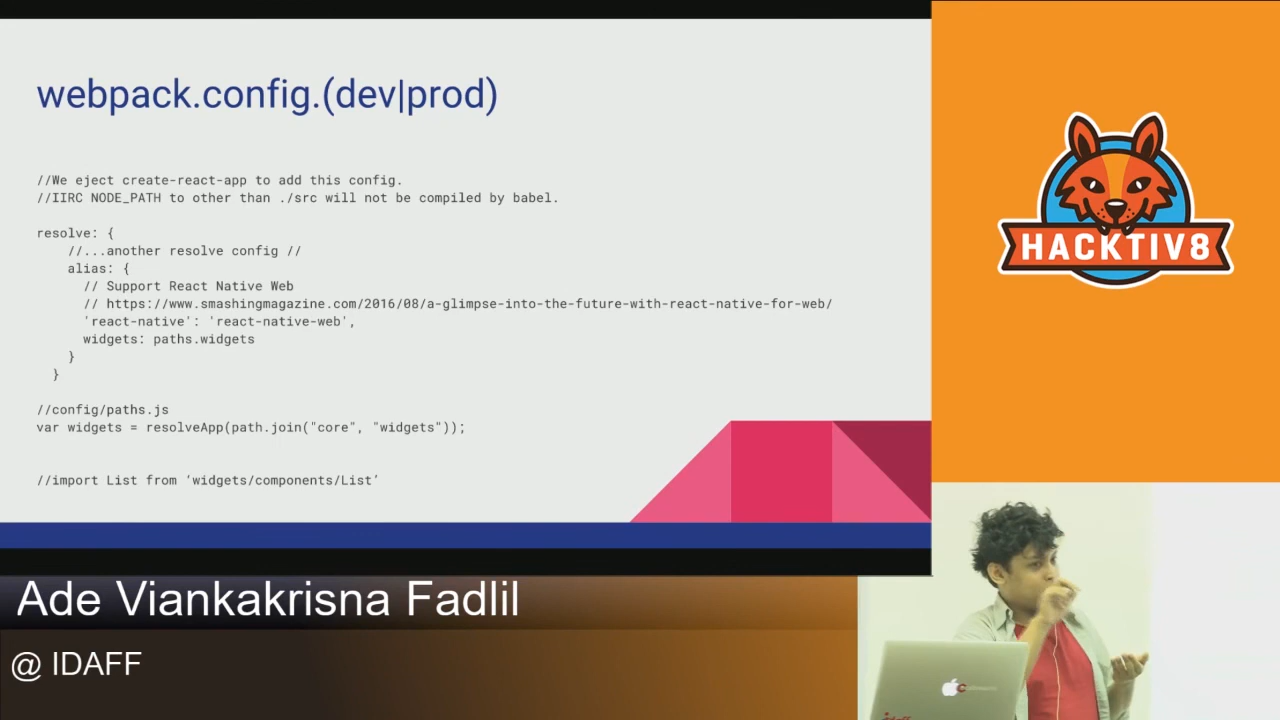 webpack.config.(dev|prod)
//We eject create-react-app to add this config.
//IIRC NODE_PATH to other than ./src will not be compiled by babel.
resolve: {
//...another resolve config //
alias: {
// Support React Native Web
// https://www.smashingmagazine.com/2016/08/a-glimpse-into-the-future-with-react-native-for-web/
'react-native': 'react-native-web',
widgets: paths.widgets
}
}
//config/paths.js
var widgets = resolveApp(path.join("core", "widgets"));
//import List from ‘widgets/components/List’
HACKTIV8
Ade Viankakrisna Fadlil
@ IDAFF
idaff